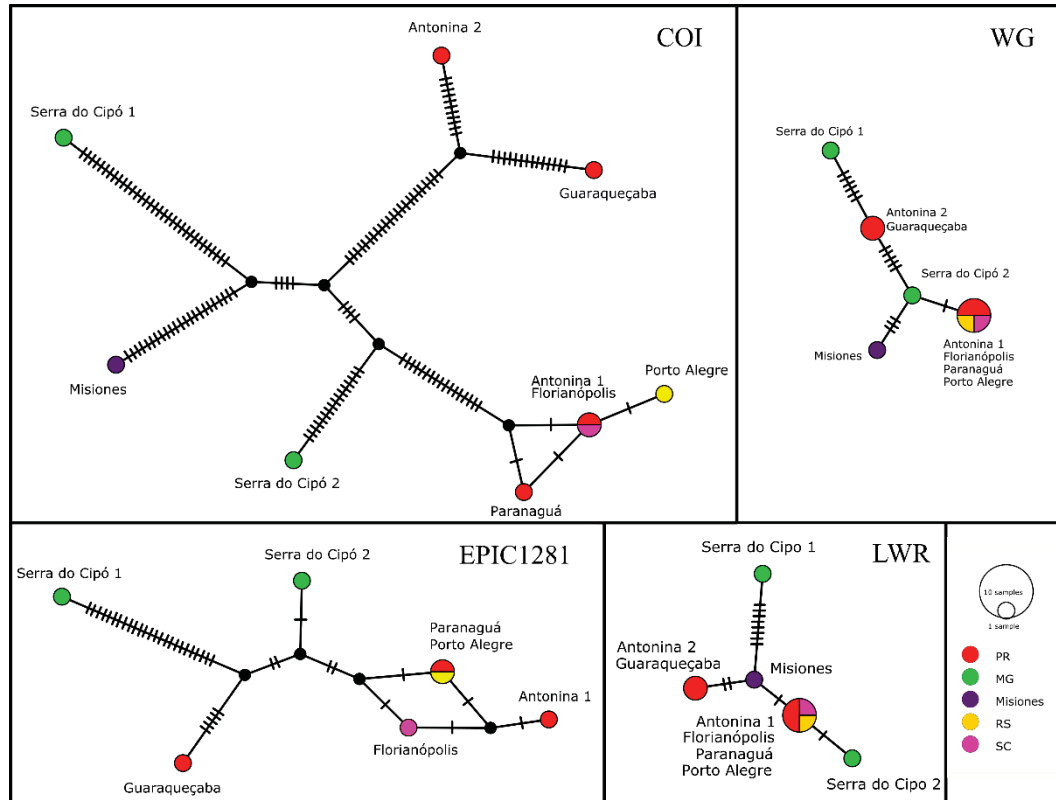 COI
Antonina 2
Serra do Cipó 1
Guaraqueçaba
Misiones
Porto Alegre
Antonina 1
Florianópolis
Serra do Cipó 2
Paranaguá
WG
Serra do Cipó 1
Antonina 2
Guaraqueçaba
Serra do Cipó 2
Misiones
Antonina 1
Florianópolis
Paranaguá
Porto Alegre
EPIC1281
Serra do Cipó 2
Serra do Cipó 1
Paranaguá
Porto Alegre
Antonina 1
Florianópolis
Guaraqueçaba
LWR
Serra do Cipo 1
Antonina 2
Guaraqueçaba
Misiones
Antonina 1
Florianópolis
Paranaguá
Porto Alegre
Serra do Cipo 2
10 samples
1 sample
PR
MG
Misiones
RS
SC